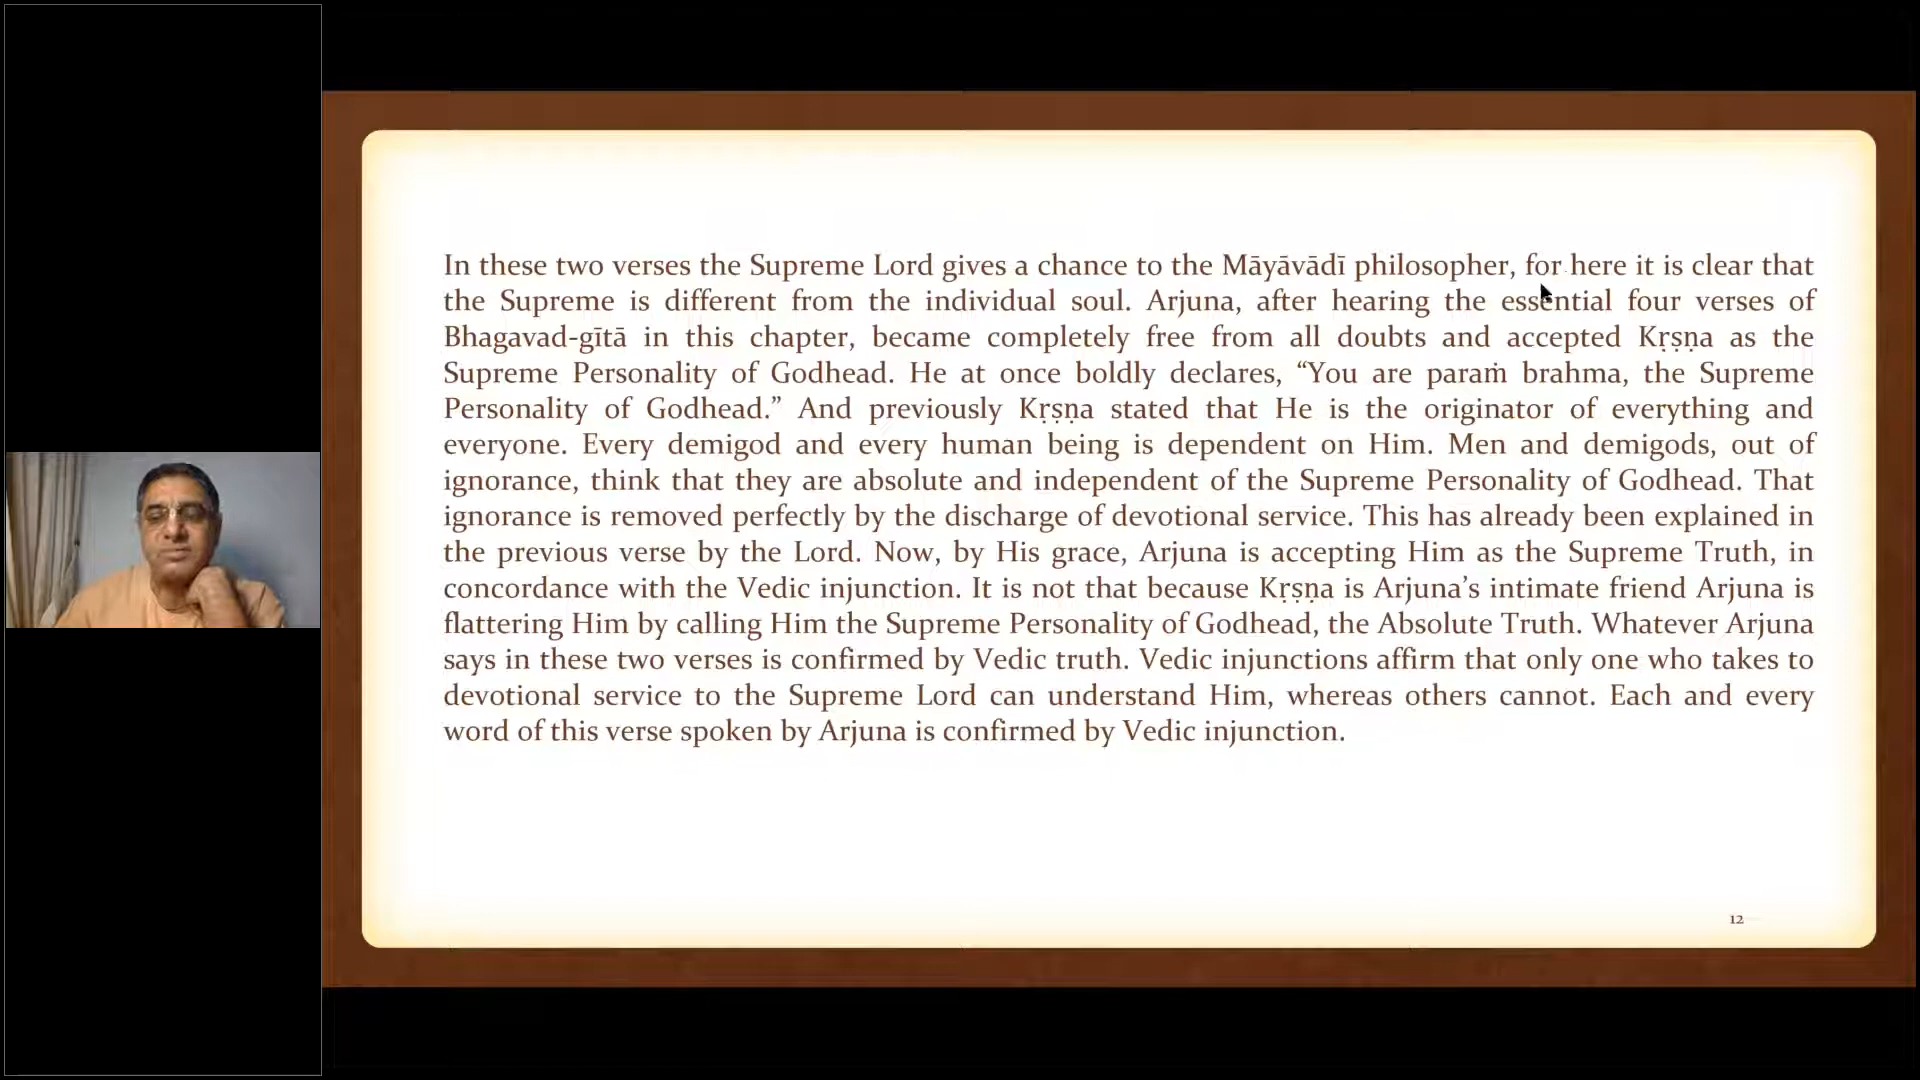 In these two verses the Supreme Lord gives a chance to the Māyāvādī philosopher, for here it is clear that
the Supreme is different from the individual soul. Arjuna, after hearing the essential four verses of
Bhagavad-gītā in this chapter, became completely free from all doubts and accepted Kṛṣṇa as the
Supreme Personality of Godhead. He at once boldly declares, “You are paraṁ brahma, the Supreme
Personality of Godhead.” And previously Kṛṣṇa stated that He is the originator of everything and
everyone. Every demigod and every human being is dependent on Him. Men and demigods, out of
ignorance, think that they are absolute and independent of the Supreme Personality of Godhead. That
ignorance is removed perfectly by the discharge of devotional service. This has already been explained in
the previous verse by the Lord. Now, by His grace, Arjuna is accepting Him as the Supreme Truth, in
concordance with the Vedic injunction. It is not that because Kṛṣṇa is Arjuna’s intimate friend Arjuna is
flattering Him by calling Him the Supreme Personality of Godhead, the Absolute Truth. Whatever Arjuna
says in these two verses is confirmed by Vedic truth. Vedic injunctions affirm that only one who takes to
devotional service to the Supreme Lord can understand Him, whereas others cannot. Each and every
word of this verse spoken by Arjuna is confirmed by Vedic injunction.
12